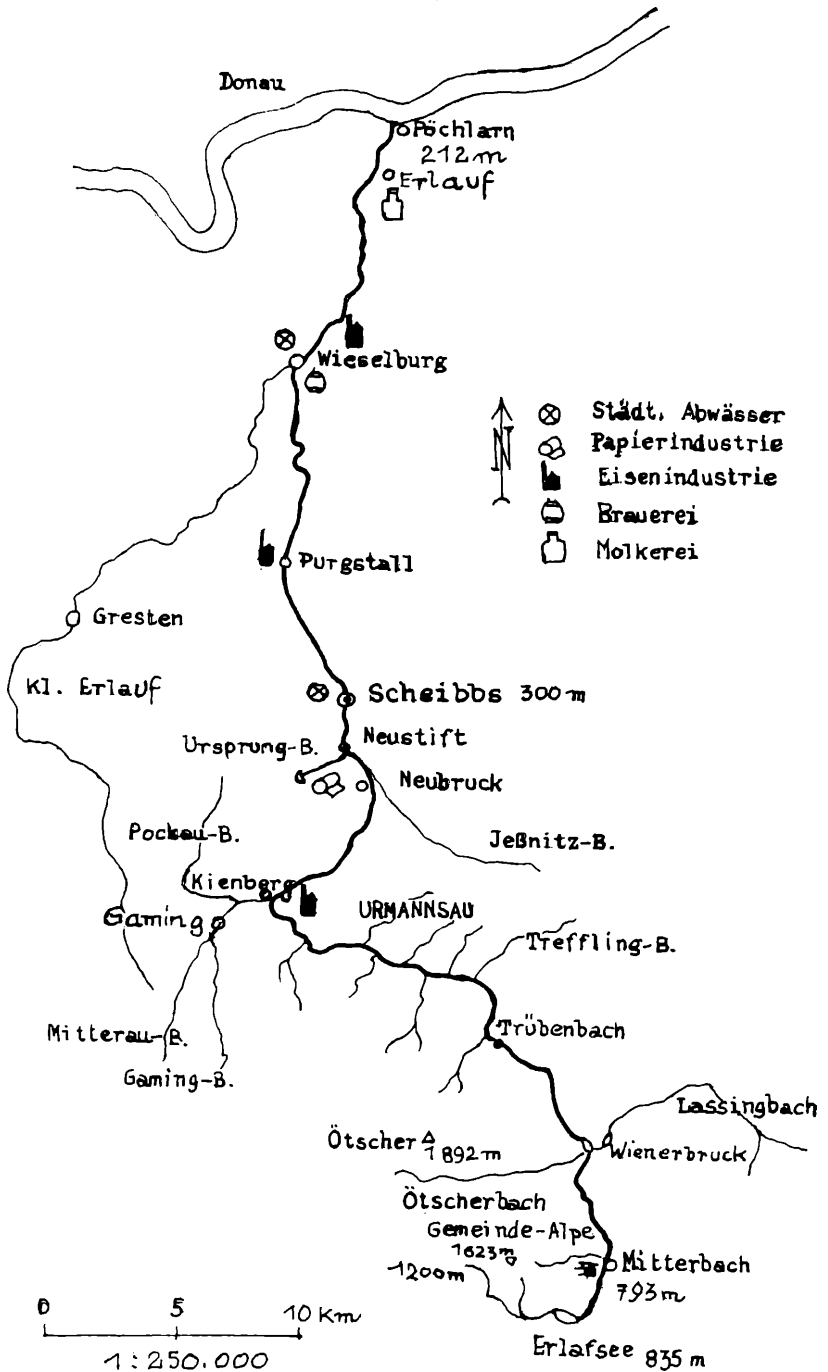 Donau
Pöchlarn
212 m
Erlauf
Wieselburg
N
Städt. Abwässer
Papierindustrie
Eisenindustrie
Brauerei
Molkerei
Purgstall
Gresten
Kl. Erlauf
Scheibbs 300 m
Neustift
Ursprung-B.
Neubruck
Pockau-B.
Jeßnitz-B.
Kienberg
URMANNSAU
Gaming
Treffling-B.
Mitterau-B.
Trübenbach
Gaming-B.
Lassingbach
Ötscher
1892 m
Wienerbruck
Ötscherbach
Gemeinde-Alpe
1623 m
Mitterbach
1200 m
793 m
0 5 10 Km
1:250.000
Erlafsee 835 m